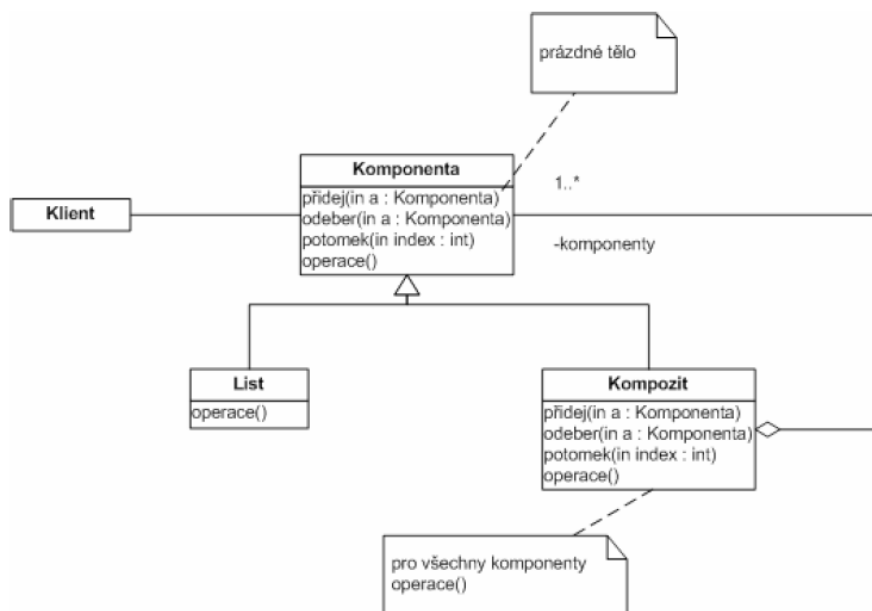 prázdné tělo
Komponenta
přidej(in a : Komponenta)
odeber(in a : Komponenta)
potomek(in index : int)
operace()
1..*
-komponenty
Klient
List
operace()
Kompozit
přidej(in a : Komponenta)
odeber(in a : Komponenta)
potomek(in index : int)
operace()
pro všechny komponenty
operace()